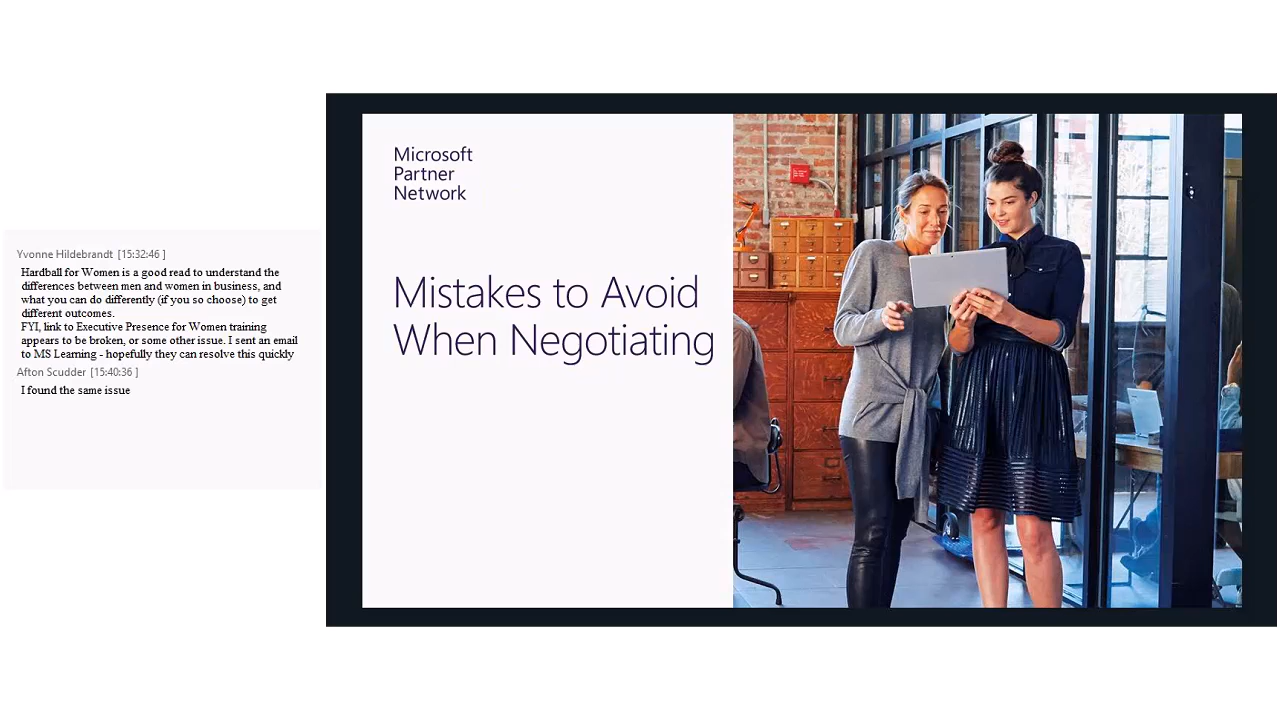 Yvonne Hildebrandt [15:32:46 ]
Hardball for Women is a good read to understand the
differences between men and women in business, and
what you can do differently (if you so choose) to get
different outcomes.
FYI, link to Executive Presence for Women training
appears to be broken, or some other issue. I sent an email
to MS Learning - hopefully they can resolve this quickly
Afton Scudder [15:40:36 ]
I found the same issue
Microsoft
Partner
Network
Mistakes to Avoid
When Negotiating